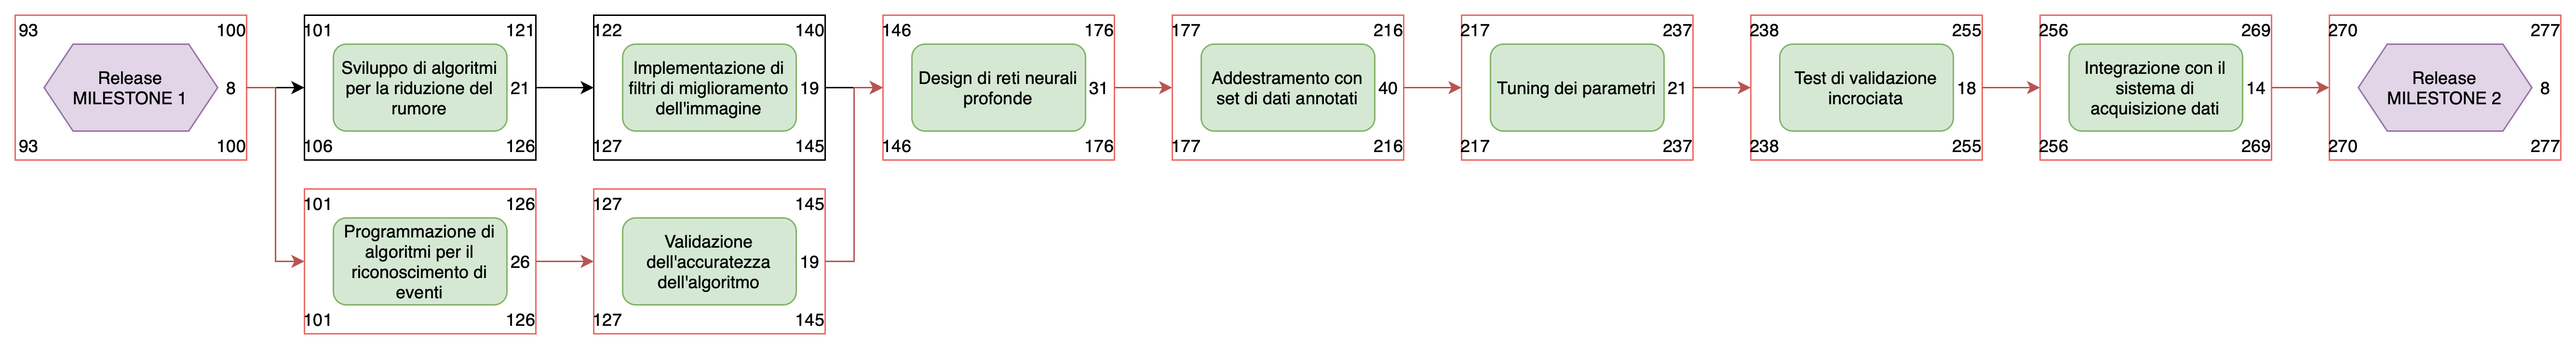 93 100
Release
MILESTONE 1
8
93 100
101 121
Sviluppo di algoritmi
per la riduzione del
rumore
21
106 126
122 140
Implementazione di
filtri di miglioramento
dell'immagine
19
127 145
146 176
Design di reti neurali
profonde
31
146 176
177 216
Addestramento con
set di dati annotati
40
177 216
217 237
Tuning dei parametri
21
217 237
238 255
Test di validazione
incrociata
18
238 255
256 269
Integrazione con il
sistema di
acquisizione dati
14
256 269
270 277
Release
MILESTONE 2
8
270 277
101 126
Programmazione di
algoritmi per il
riconoscimento di
eventi
26
101 126
127 145
Validazione
dell'accuratezza
dell'algoritmo
19
127 145